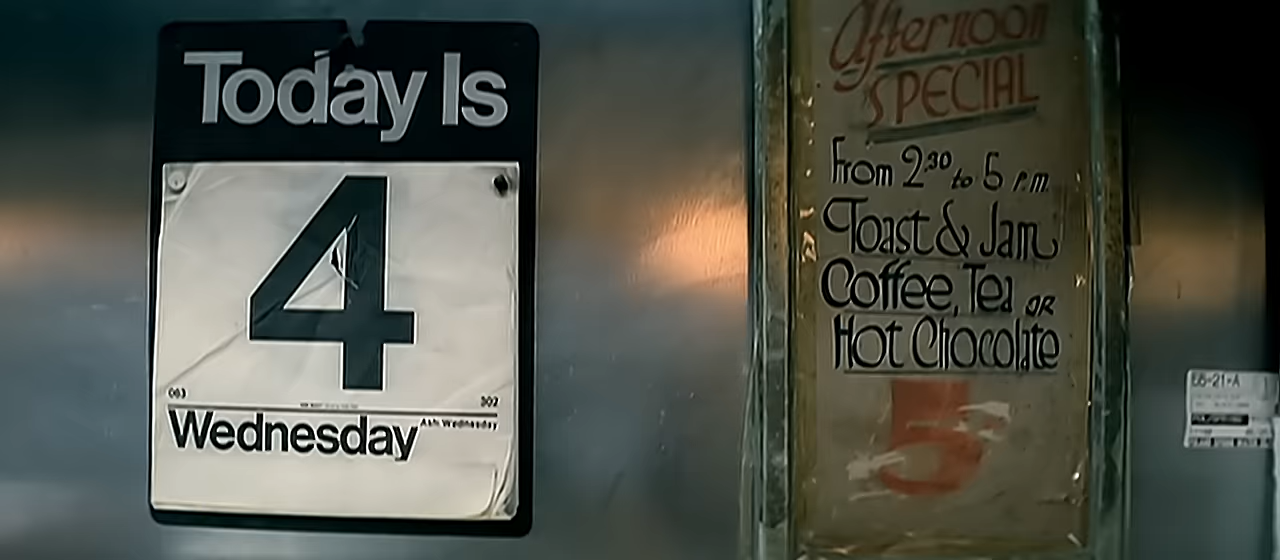 Today Is
4
063 302
Wednesday Ash Wednesday
Afternoon
SPECIAL
From 2:30 to 5 P.M.
Toast & Jam
Coffee, Tea OR
Hot Chocolate
5